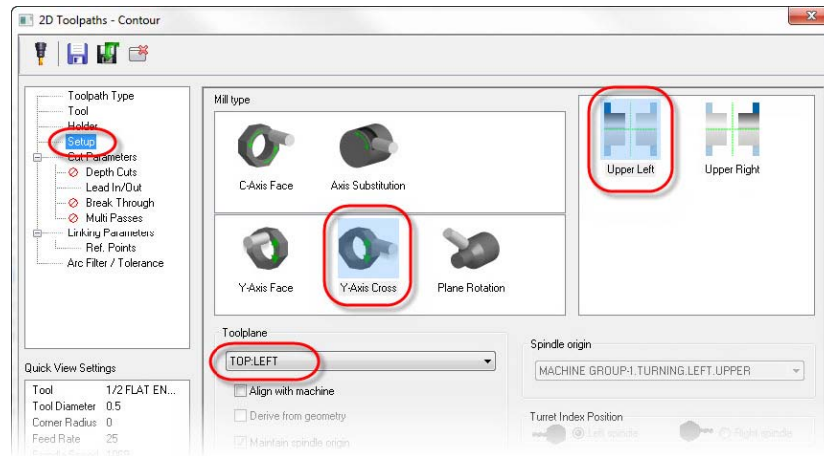 2D Toolpaths - Contour
Toolpath Type
Tool
Holder
Setup
Cut Parameters
Depth Cuts
Lead In/Out
Break Through
Multi Passes
Linking Parameters
Ref. Points
Arc Filter / Tolerance
Mill type
C-Axis Face
Axis Substitution
Y-Axis Face
Y-Axis Cross
Plane Rotation
Upper Left
Upper Right
Toolplane
TOP:LEFT
Align with machine
Derive from geometry
Maintain spindle origin
Spindle origin
MACHINE GROUP-1.TURNING.LEFT.UPPER
Turret Index Position
Left spindle
Right spindle
Quick View Settings
Tool 1/2 FLAT EN...
Tool Diameter 0.5
Corner Radius 0
Feed Rate 25
Spindle Speed